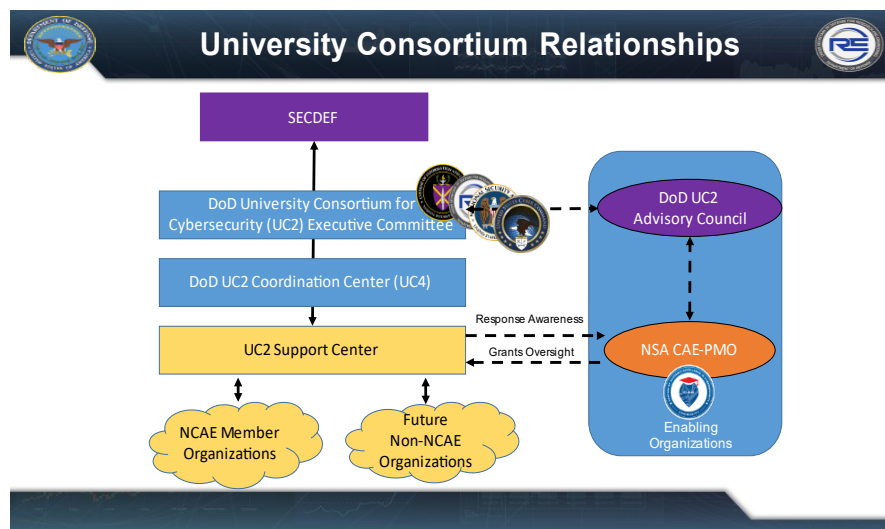 University Consortium Relationships
SECDEF
DoD University Consortium for
Cybersecurity (UC2) Executive Committee
DoD UC2
Advisory Council
DoD UC2 Coordination Center (UC4)
Response Awareness
UC2 Support Center
Grants Oversight
NSA CAE-PMO
NCAE Member
Organizations
Future
Non-NCAE
Organizations
Enabling
Organizations